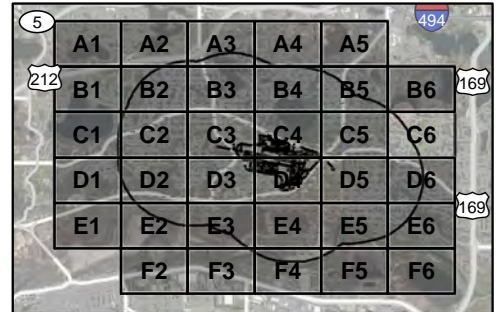 5
494
A1 A2 A3 A4 A5
212
169
B1 B2 B3 B4 B5 B6
C1 C2 C3 C4 C5 C6
D1 D2 D3 D4 D5 D6
169
E1 E2 E3 E4 E5 E6
F2 F3 F4 F5 F6